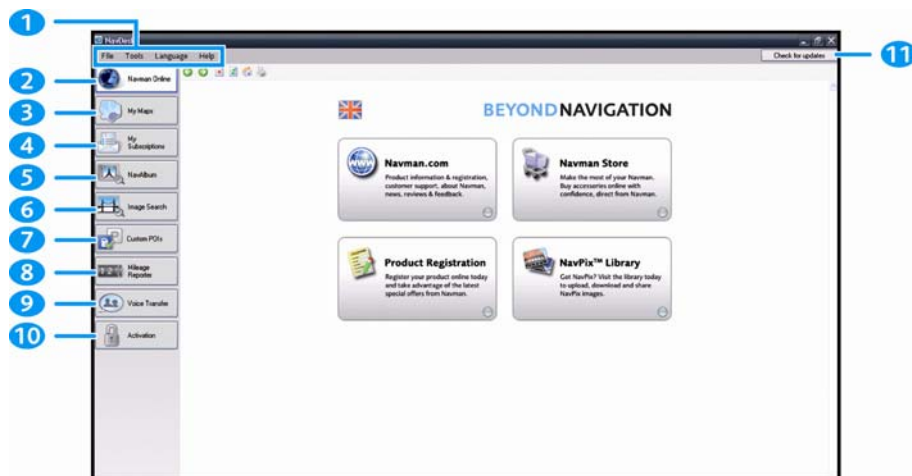 1
NavDesk
File Tools Language Help
Check for updates
11
2
Navman Online
3
My Maps
4
My
Subscriptions
5
NavAlbum
6
Image Search
7
Custom POIs
8
Mileage
Reporter
9
Voice Transfer
10
Activation
BEYOND NAVIGATION
Navman.com
Product information & registration,
customer support, about Navman,
news, reviews & feedback.
Navman Store
Make the most of your Navman.
Buy accessories online with
confidence, direct from Navman.
Product Registration
Register your product online today
and take advantage of the latest
special offers from Navman.
NavPix™ Library
Got NavPix? Visit the library today
to upload, download and share
NavPix images.